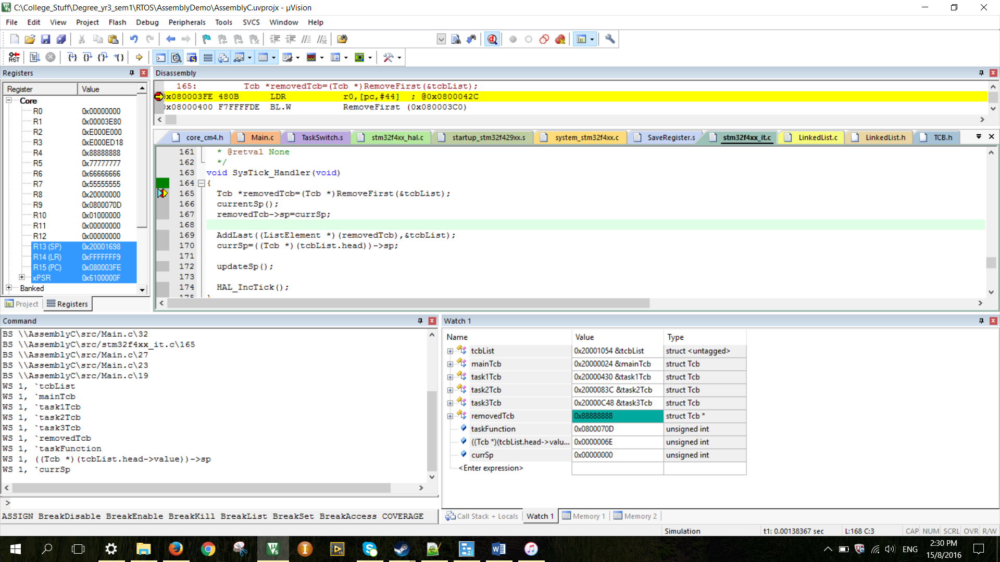 C:\College_Stuff\Degree_yr3_sem1\RTOS\AssemblyDemo\AssemblyC.uvprojx - µVision
File Edit View Project Flash Debug Peripherals Tools SVCS Window Help
RST
Registers
Register Value
Core
R0 0x00000000
R1 0x00003E80
R2 0xE000E000
R3 0xE000ED18
R4 0x88888888
R5 0x77777777
R6 0x66666666
R7 0x55555555
R8 0x20000000
R9 0x0800070D
R10 0x01000000
R11 0x00000000
R12 0x00000000
R13 (SP) 0x20001698
R14 (LR) 0xFFFFFFF9
R15 (PC) 0x080003FE
xPSR 0x6100000F
Banked
Project Registers
Disassembly
165: Tcb *removedTcb=(Tcb *)RemoveFirst(&tcbList);
0x080003FE 480B LDR r0,[pc,#44] ; @0x0800042C
0x08000400 F7FFFFDE BL.W RemoveFirst (0x080003C0)
core_cm4.h Main.c TaskSwitch.s stm32f4xx_hal.c startup_stm32f429xx.s system_stm32f4xx.c SaveRegister.s stm32f4xx_it.c LinkedList.c LinkedList.h TCB.h
161 * @retval None
162 */
163 void SysTick_Handler(void)
164 {
165 Tcb *removedTcb=(Tcb *)RemoveFirst(&tcbList);
166 currentSp();
167 removedTcb->sp=currSp;
168
169 AddLast((ListElement *)(removedTcb),&tcbList);
170 currSp=((Tcb *)(tcbList.head))->sp;
171
172 updateSp();
173
174 HAL_IncTick();
175 }
Command
BS \\AssemblyC\src/Main.c\32
BS \\AssemblyC\src/stm32f4xx_it.c\165
BS \\AssemblyC\src/Main.c\27
BS \\AssemblyC\src/Main.c\23
BS \\AssemblyC\src/Main.c\19
WS 1, `tcbList
WS 1, `mainTcb
WS 1, `task1Tcb
WS 1, `task2Tcb
WS 1, `task3Tcb
WS 1, `removedTcb
WS 1, `taskFunction
WS 1, ((Tcb *)(tcbList.head->value))->sp
WS 1, `currSp
>
ASSIGN BreakDisable BreakEnable BreakKill BreakList BreakSet BreakAccess COVERAGE
Watch 1
Name Value Type
tcbList 0x20001054 &tcbList struct <untagged>
mainTcb 0x20000024 &mainTcb struct Tcb
task1Tcb 0x20000430 &task1Tcb struct Tcb
task2Tcb 0x2000083C &task2Tcb struct Tcb
task3Tcb 0x20000C48 &task3Tcb struct Tcb
removedTcb 0x88888888 struct Tcb *
taskFunction 0x0800070D unsigned int
((Tcb *)(tcbList.head->valu... 0x0000006E unsigned int
currSp 0x00000000 unsigned int
<Enter expression>
Call Stack + Locals Watch 1 Memory 1 Memory 2
Simulation t1: 0.00138367 sec L:168 C:3 CAP NUM SCRL OVR R/W
ENG
2:30 PM
15/8/2016